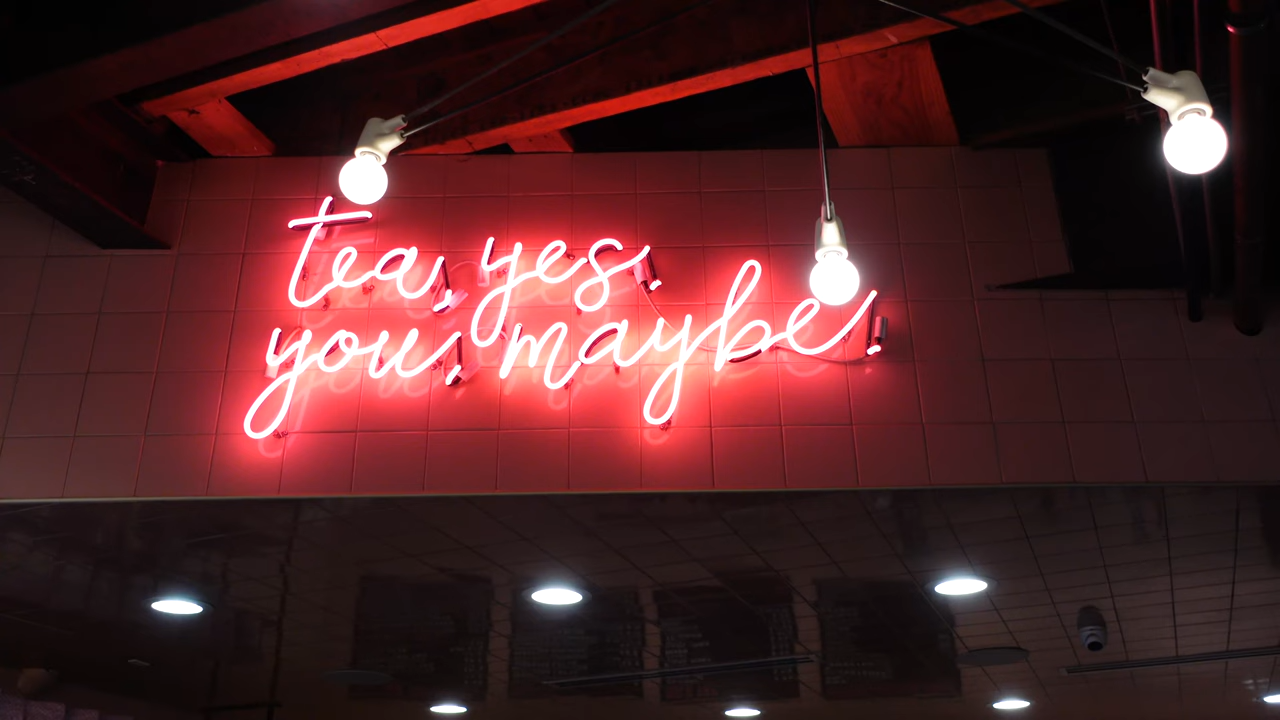 tea, yes.
you, maybe.